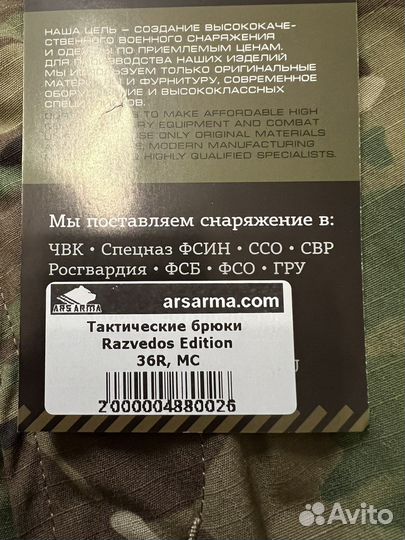 НАША ЦЕЛЬ – СОЗДАНИЕ ВЫСОКОКАЧЕ-
СТВЕННОГО ВОЕННОГО СНАРЯЖЕНИЯ
И ОДЕЖДЫ ПО ПРИЕМЛЕМЫМ ЦЕНАМ.
ДЛЯ ПРОИЗВОДСТВА НАШИХ ИЗДЕЛИЙ
МЫ ИСПОЛЬЗУЕМ ТОЛЬКО ОРИГИНАЛЬНЫЕ
МАТЕРИАЛЫ И ФУРНИТУРУ, СОВРЕМЕННОЕ
ОБОРУДОВАНИЕ И ВЫСОКОКЛАССНЫХ
СПЕЦИАЛИСТОВ.
TO MAKE AFFORDABLE HIGH
EQUIPMENT AND COMBAT
USE ONLY ORIGINAL MATERIALS
MODERN MANUFACTURING
HIGHLY QUALIFIED SPECIALISTS.
Мы поставляем снаряжение в:
ЧВК • Спецназ ФСИН • ССО • СВР
Росгвардия • ФСБ • ФСО • ГРУ
ARS ARMA
arsarma.com
Тактические брюки
Razvedos Edition
36R, MC
2000004880026
Avito